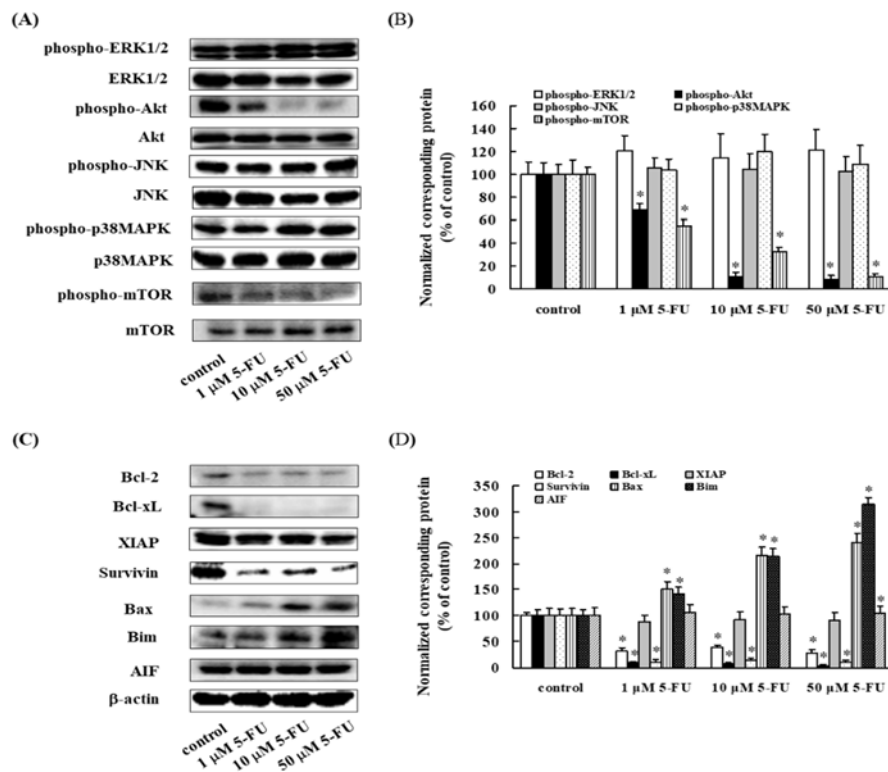 (A)
phospho-ERK1/2
ERK1/2
phospho-Akt
Akt
phospho-JNK
JNK
phospho-p38MAPK
p38MAPK
phospho-mTOR
mTOR
control
1 μM 5-FU
10 μM 5-FU
50 μM 5-FU
(B)
phospho-ERK1/2 phospho-Akt
phospho-JNK phospho-p38MAPK
phospho-mTOR
Normalized corresponding protein
(% of control)
160
140
120
100
80
60
40
20
0
* * * * * *
control 1 μM 5-FU 10 μM 5-FU 50 μM 5-FU
(C)
Bcl-2
Bcl-xL
XIAP
Survivin
Bax
Bim
AIF
β-actin
control
1 μM 5-FU
10 μM 5-FU
50 μM 5-FU
(D)
Bcl-2 Bcl-xL XIAP
Survivin Bax Bim
AIF
Normalized corresponding protein
(% of control)
350
300
250
200
150
100
50
0
* * * * * * * * * * * * * * * *
control 1 μM 5-FU 10 μM 5-FU 50 μM 5-FU